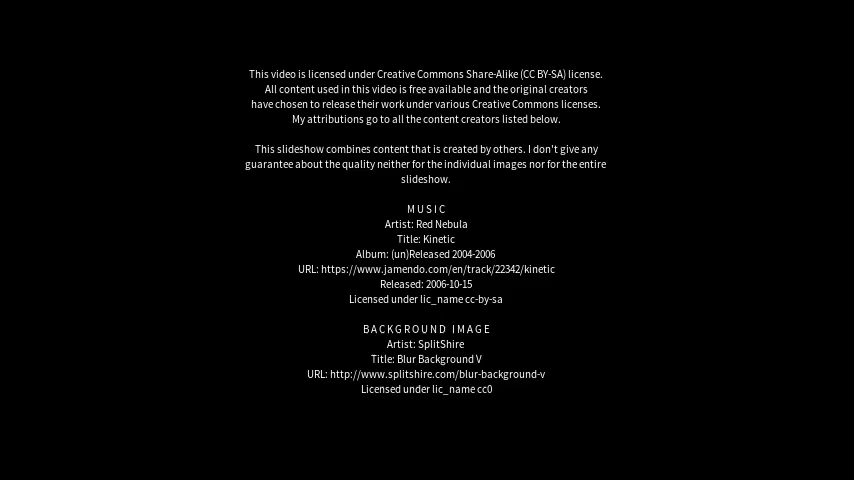 This video is licensed under Creative Commons Share-Alike (CC BY-SA) license.
All content used in this video is free available and the original creators
have chosen to release their work under various Creative Commons licenses.
My attributions go to all the content creators listed below.
This slideshow combines content that is created by others. I don't give any
guarantee about the quality neither for the individual images nor for the entire
slideshow.
MUSIC
Artist: Red Nebula
Title: Kinetic
Album: (un)Released 2004-2006
URL: https://www.jamendo.com/en/track/22342/kinetic
Released: 2006-10-15
Licensed under lic_name cc-by-sa
BACKGROUND IMAGE
Artist: SplitShire
Title: Blur Background V
URL: http://www.splitshire.com/blur-background-v
Licensed under lic_name cc0